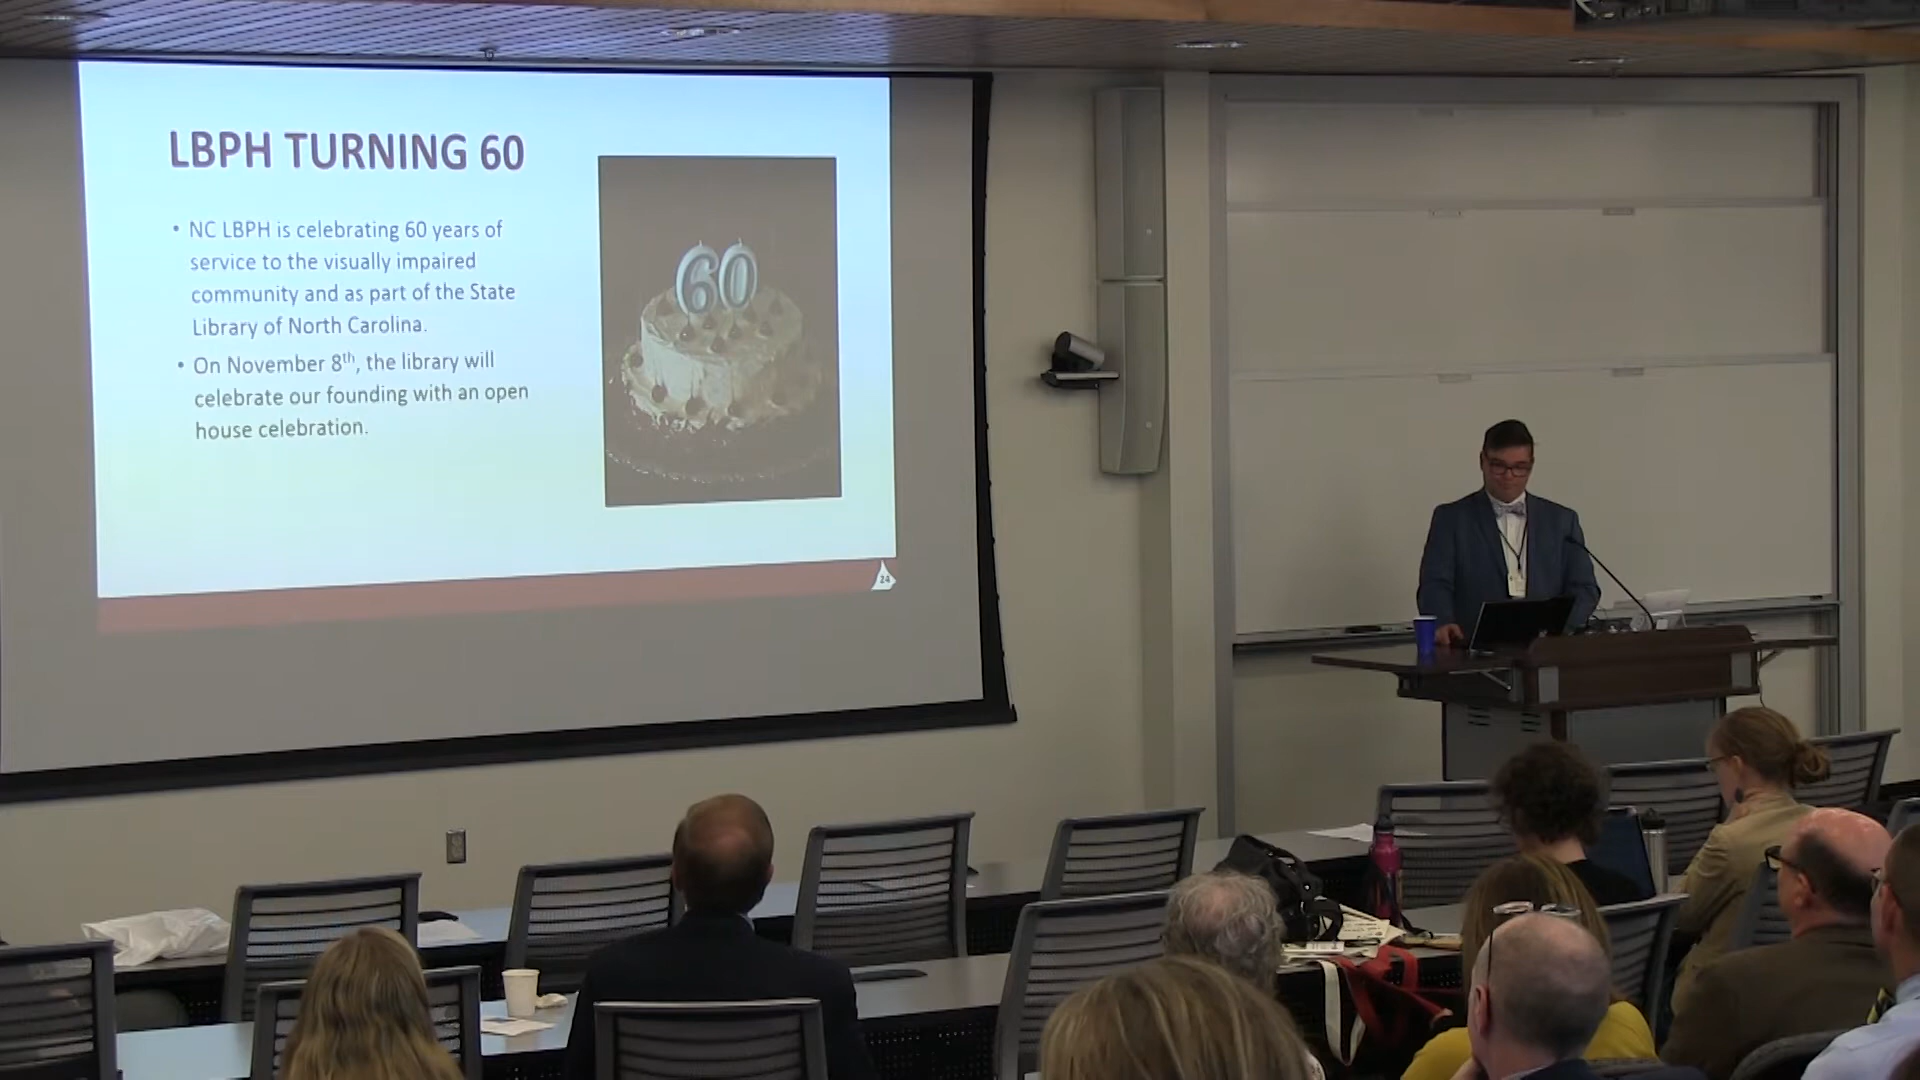 LBPH TURNING 60
• NC LBPH is celebrating 60 years of
service to the visually impaired
community and as part of the State
Library of North Carolina.
• On November 8th, the library will
celebrate our founding with an open
house celebration.
60
24